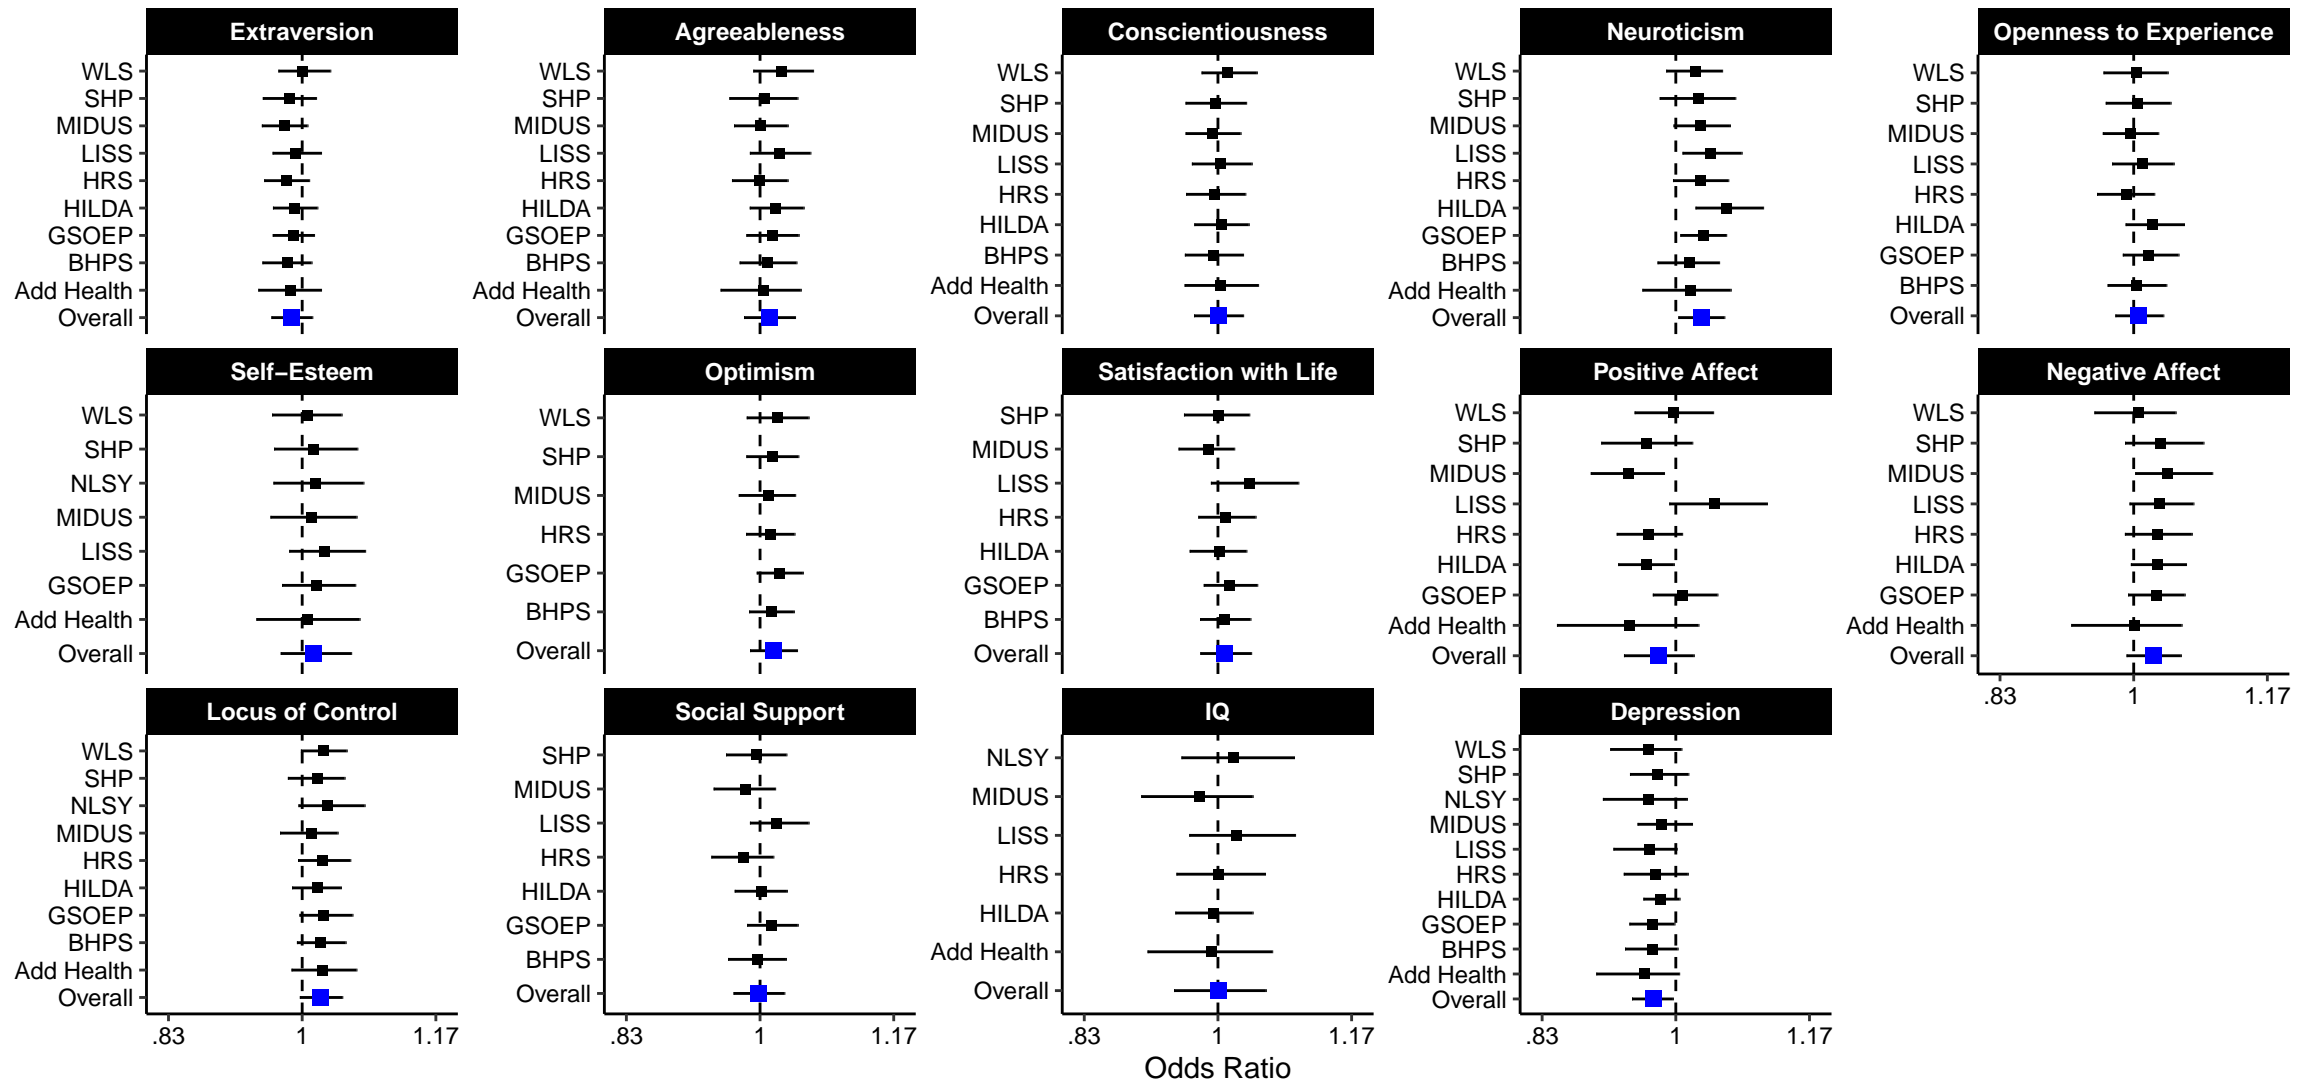 Extraversion
WLS
SHP
MIDUS
LISS
HRS
HILDA
GSOEP
BHPS
Add Health
Overall
Agreeableness
WLS
SHP
MIDUS
LISS
HRS
HILDA
GSOEP
BHPS
Add Health
Overall
Conscientiousness
WLS
SHP
MIDUS
LISS
HRS
HILDA
BHPS
Add Health
Overall
Neuroticism
WLS
SHP
MIDUS
LISS
HRS
HILDA
GSOEP
BHPS
Add Health
Overall
Openness to Experience
WLS
SHP
MIDUS
LISS
HRS
HILDA
GSOEP
BHPS
Overall
Self−Esteem
WLS
SHP
NLSY
MIDUS
LISS
GSOEP
Add Health
Overall
Optimism
WLS
SHP
MIDUS
HRS
GSOEP
BHPS
Overall
Satisfaction with Life
SHP
MIDUS
LISS
HRS
HILDA
GSOEP
BHPS
Overall
Positive Affect
WLS
SHP
MIDUS
LISS
HRS
HILDA
GSOEP
Add Health
Overall
Negative Affect
WLS
SHP
MIDUS
LISS
HRS
HILDA
GSOEP
Add Health
Overall
.83 1 1.17
Locus of Control
WLS
SHP
NLSY
MIDUS
HRS
HILDA
GSOEP
BHPS
Add Health
Overall
.83 1 1.17
Social Support
SHP
MIDUS
LISS
HRS
HILDA
GSOEP
BHPS
Overall
.83 1 1.17
IQ
NLSY
MIDUS
LISS
HRS
HILDA
Add Health
Overall
.83 1 1.17
Depression
WLS
SHP
NLSY
MIDUS
LISS
HRS
HILDA
GSOEP
BHPS
Add Health
Overall
.83 1 1.17
Odds Ratio